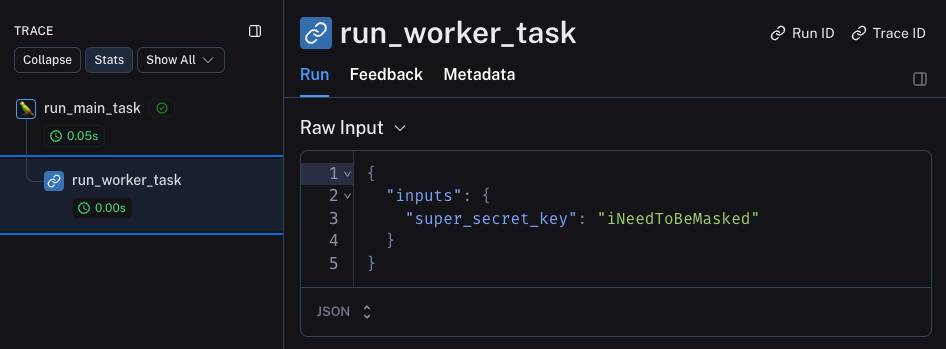 TRACE
Collapse Stats Show All
run_main_task
0.05s
run_worker_task
0.00s
run_worker_task
Run ID Trace ID
Run Feedback Metadata
Raw Input
1 {
2 "inputs": {
3 "super_secret_key": "iNeedToBeMasked"
4 }
5 }
JSON